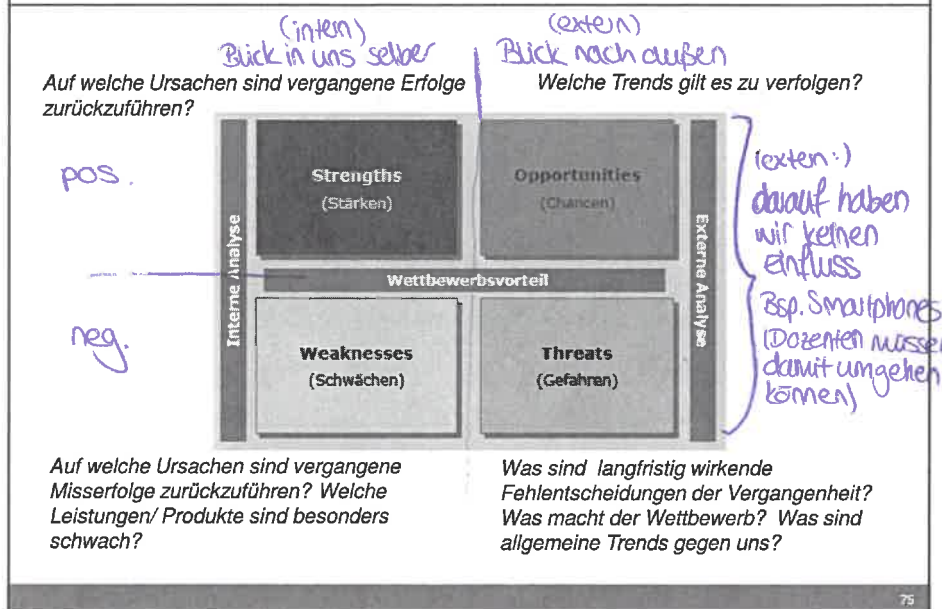 (intern)
Blick in uns selber
(extern)
Blick nach außen
Auf welche Ursachen sind vergangene Erfolge
zurückzuführen?
Welche Trends gilt es zu verfolgen?
pos.
neg.
Interne Analyse
Strengths
(Stärken)
Opportunities
(Chancen)
Wettbewerbsvorteil
Weaknesses
(Schwächen)
Threats
(Gefahren)
Externe Analyse
(extern:)
darauf haben
wir keinen
einfluss
Bsp. Smartphones
(Dozenten müssen
damit umgehen
können)
Auf welche Ursachen sind vergangene
Misserfolge zurückzuführen? Welche
Leistungen/ Produkte sind besonders
schwach?
Was sind langfristig wirkende
Fehlentscheidungen der Vergangenheit?
Was macht der Wettbewerb? Was sind
allgemeine Trends gegen uns?
75